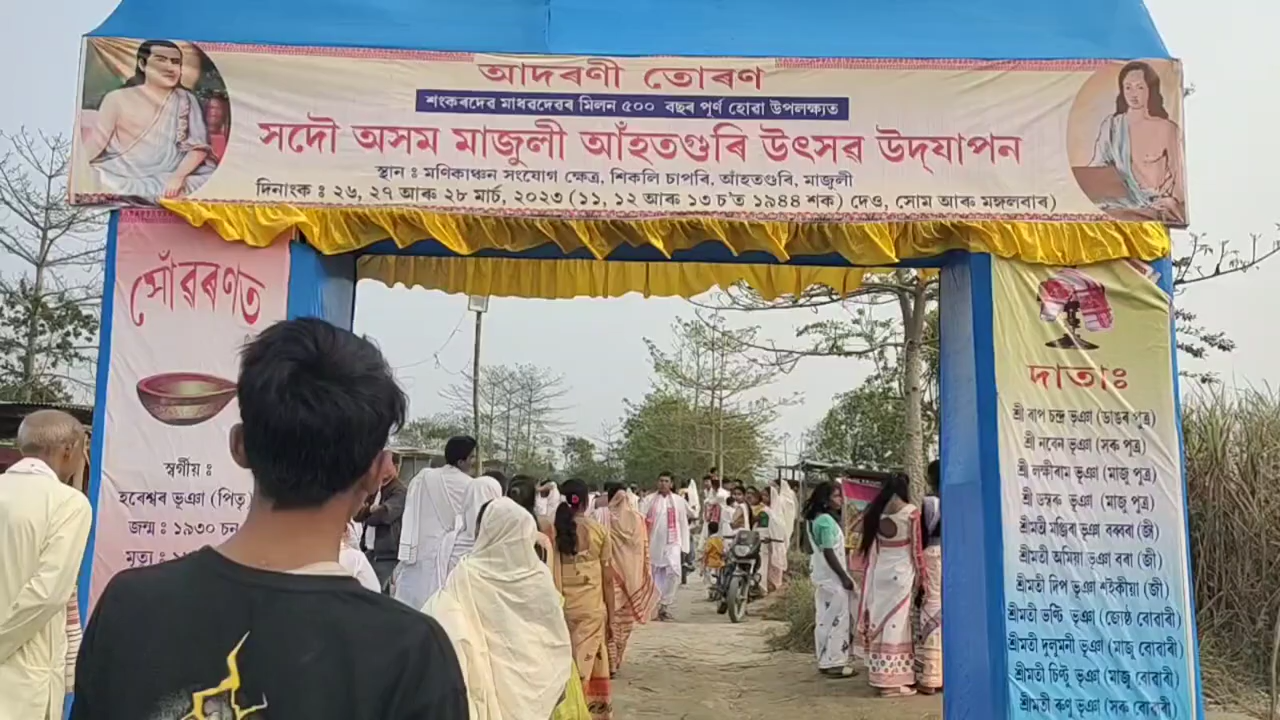 আদৰণী তোৰণ
শংকৰদেৱ মাধৱদেৱৰ মিলন ৫০০ বছৰ পূৰ্ণ হোৱা উপলক্ষ্যত
সদৌ অসম মাজুলী আঁহতগুৰি উৎসৱ উদ্‌যাপন
স্থান : মণিকাঞ্চন সংযোগ ক্ষেত্ৰ, শিকলি চাপৰি, আঁহতগুৰি, মাজুলী
দিনাংক : ২৬, ২৭ আৰু ২৮ মাৰ্চ, ২০২৩ (১১, ১২ আৰু ১৩ চ'ত ১৯৪৪ শক) দেও, সোম আৰু মঙ্গলবাৰ)
সোঁৱৰণত
স্বৰ্গীয় :
হৰেশ্বৰ ভূঞা (পিতৃ
জন্ম : ১৯৩০ চন
মৃত্যু :
দাতাঃ
শ্ৰী ৰাপ চন্দ্ৰ ভূঞা (ডাঙৰ পুত্ৰ)
শ্ৰী নবেন ভূঞা (সৰু পুত্ৰ)
শ্ৰী লক্ষীৰাম ভূঞা (মাজু পুত্ৰ)
শ্ৰী ডম্বৰু ভূঞা (মাজু পুত্ৰ)
শ্ৰীমতী মঞ্জিৰা ভূঞা বৰুৱা (জী)
শ্ৰীমতী অমিয়া ভূঞা বৰা (জী)
শ্ৰীমতী দিপ ভূঞা শইকীয়া (জী)
শ্ৰীমতী ভণ্টি ভূঞা (জ্যেষ্ঠ বোৱাৰী)
শ্ৰীমতী দুলুমনী ভূঞা (মাজু বোৱাৰী)
শ্ৰীমতী চিণ্টু ভূঞা (মাজু বোৱাৰী)
শ্ৰীমতী ৰুণু ভূঞা (সৰু বোৱাৰী)